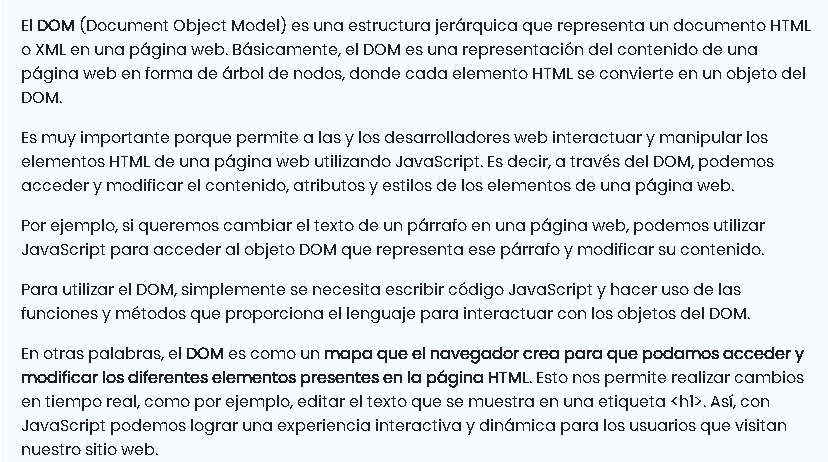 El DOM (Document Object Model) es una estructura jerárquica que representa un documento HTML
o XML en una página web. Básicamente, el DOM es una representación del contenido de una
página web en forma de árbol de nodos, donde cada elemento HTML se convierte en un objeto del
DOM.
Es muy importante porque permite a las y los desarrolladores web interactuar y manipular los
elementos HTML de una página web utilizando JavaScript. Es decir, a través del DOM, podemos
acceder y modificar el contenido, atributos y estilos de los elementos de una página web.
Por ejemplo, si queremos cambiar el texto de un párrafo en una página web, podemos utilizar
JavaScript para acceder al objeto DOM que representa ese párrafo y modificar su contenido.
Para utilizar el DOM, simplemente se necesita escribir código JavaScript y hacer uso de las
funciones y métodos que proporciona el lenguaje para interactuar con los objetos del DOM.
En otras palabras, el DOM es como un mapa que el navegador crea para que podamos acceder y
modificar los diferentes elementos presentes en la página HTML. Esto nos permite realizar cambios
en tiempo real, como por ejemplo, editar el texto que se muestra en una etiqueta <h1>. Así, con
JavaScript podemos lograr una experiencia interactiva y dinámica para los usuarios que visitan
nuestro sitio web.